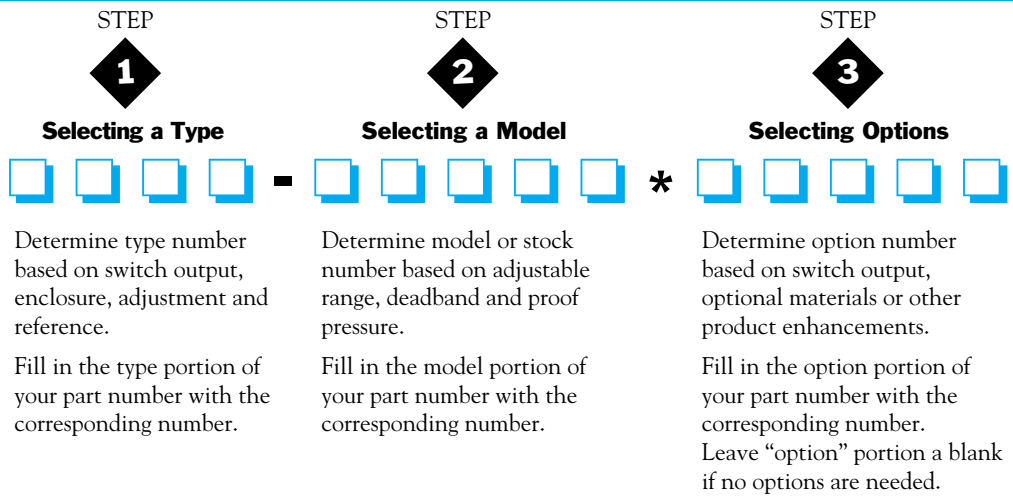 STEP
1
Selecting a Type
-
Determine type number
based on switch output,
enclosure, adjustment and
reference.
Fill in the type portion of
your part number with the
corresponding number.
STEP
2
Selecting a Model
*
Determine model or stock
number based on adjustable
range, deadband and proof
pressure.
Fill in the model portion of
your part number with the
corresponding number.
STEP
3
Selecting Options
Determine option number
based on switch output,
optional materials or other
product enhancements.
Fill in the option portion of
your part number with the
corresponding number.
Leave “option” portion a blank
if no options are needed.